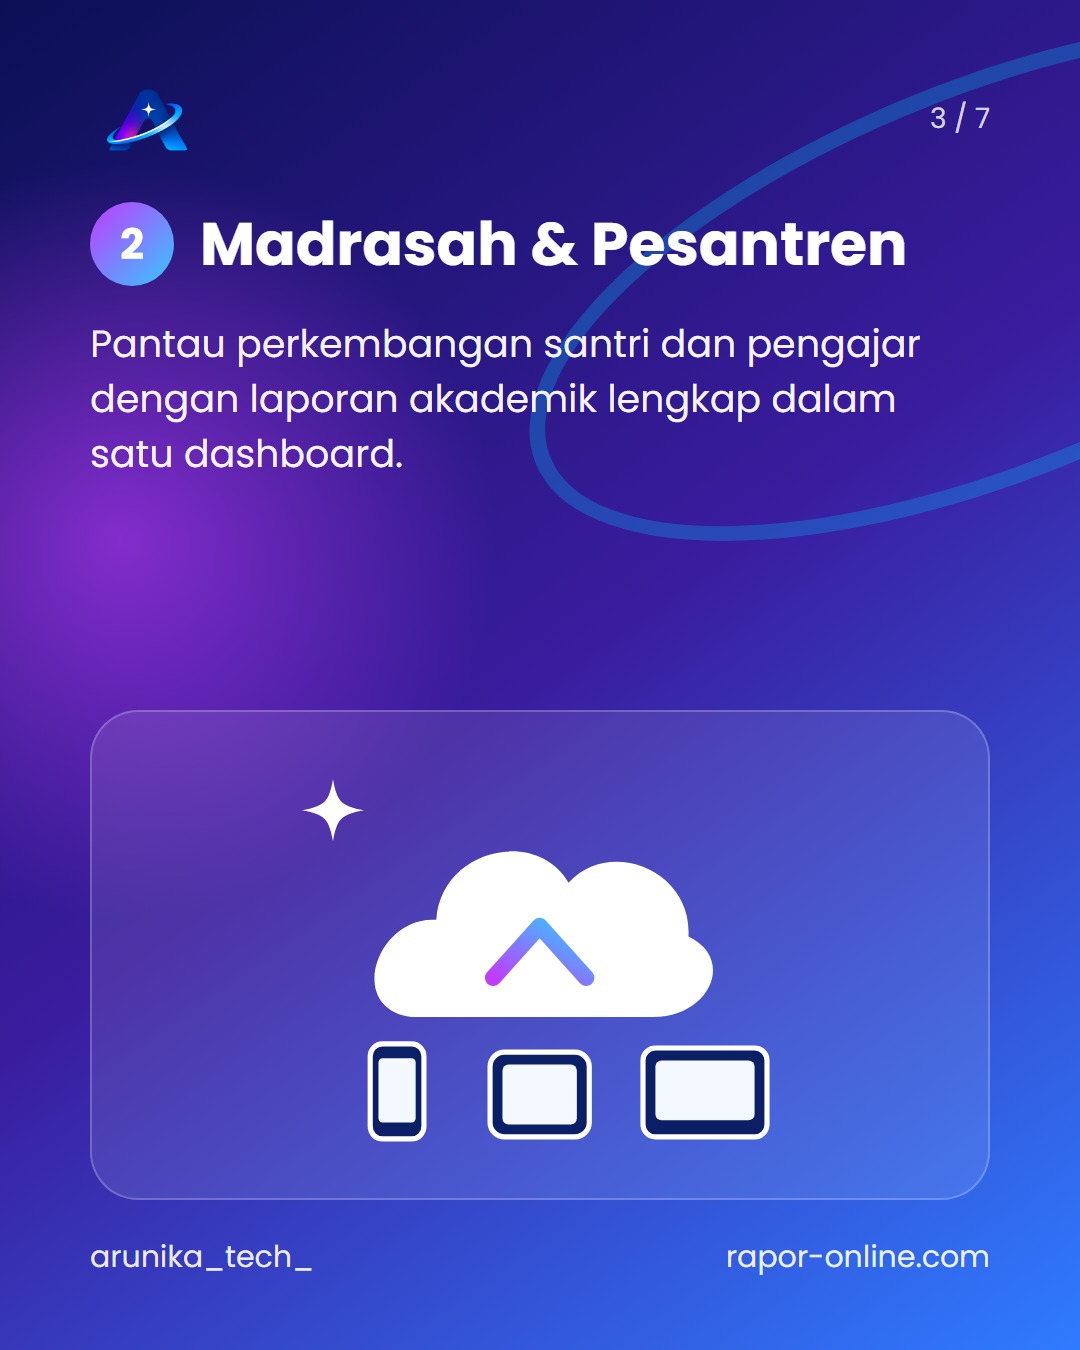 3 / 7
2 Madrasah & Pesantren
Pantau perkembangan santri dan pengajar
dengan laporan akademik lengkap dalam
satu dashboard.
arunika_tech_
rapor-online.com